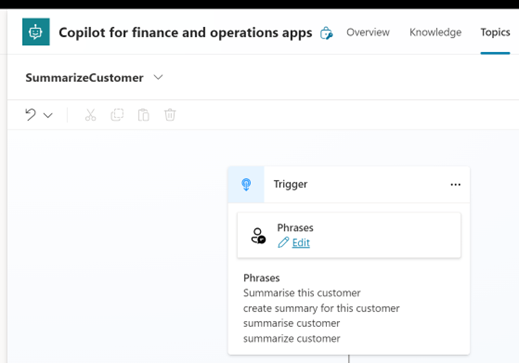 Copilot for finance and operations apps Overview Knowledge Topics
SummarizeCustomer
Trigger
Phrases
Edit
Phrases
Summarise this customer
create summary for this customer
summarise customer
summarize customer